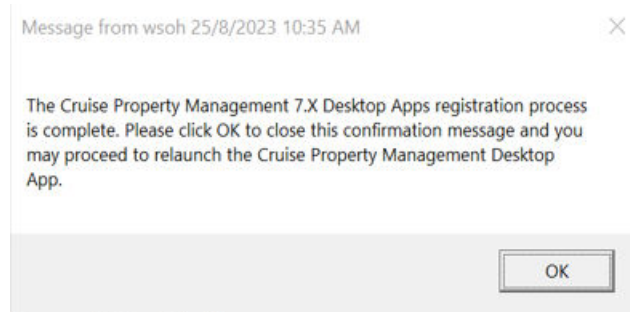 Message from wsoh 25/8/2023 10:35 AM
The Cruise Property Management 7.X Desktop Apps registration process
is complete. Please click OK to close this confirmation message and you
may proceed to relaunch the Cruise Property Management Desktop
App.
OK